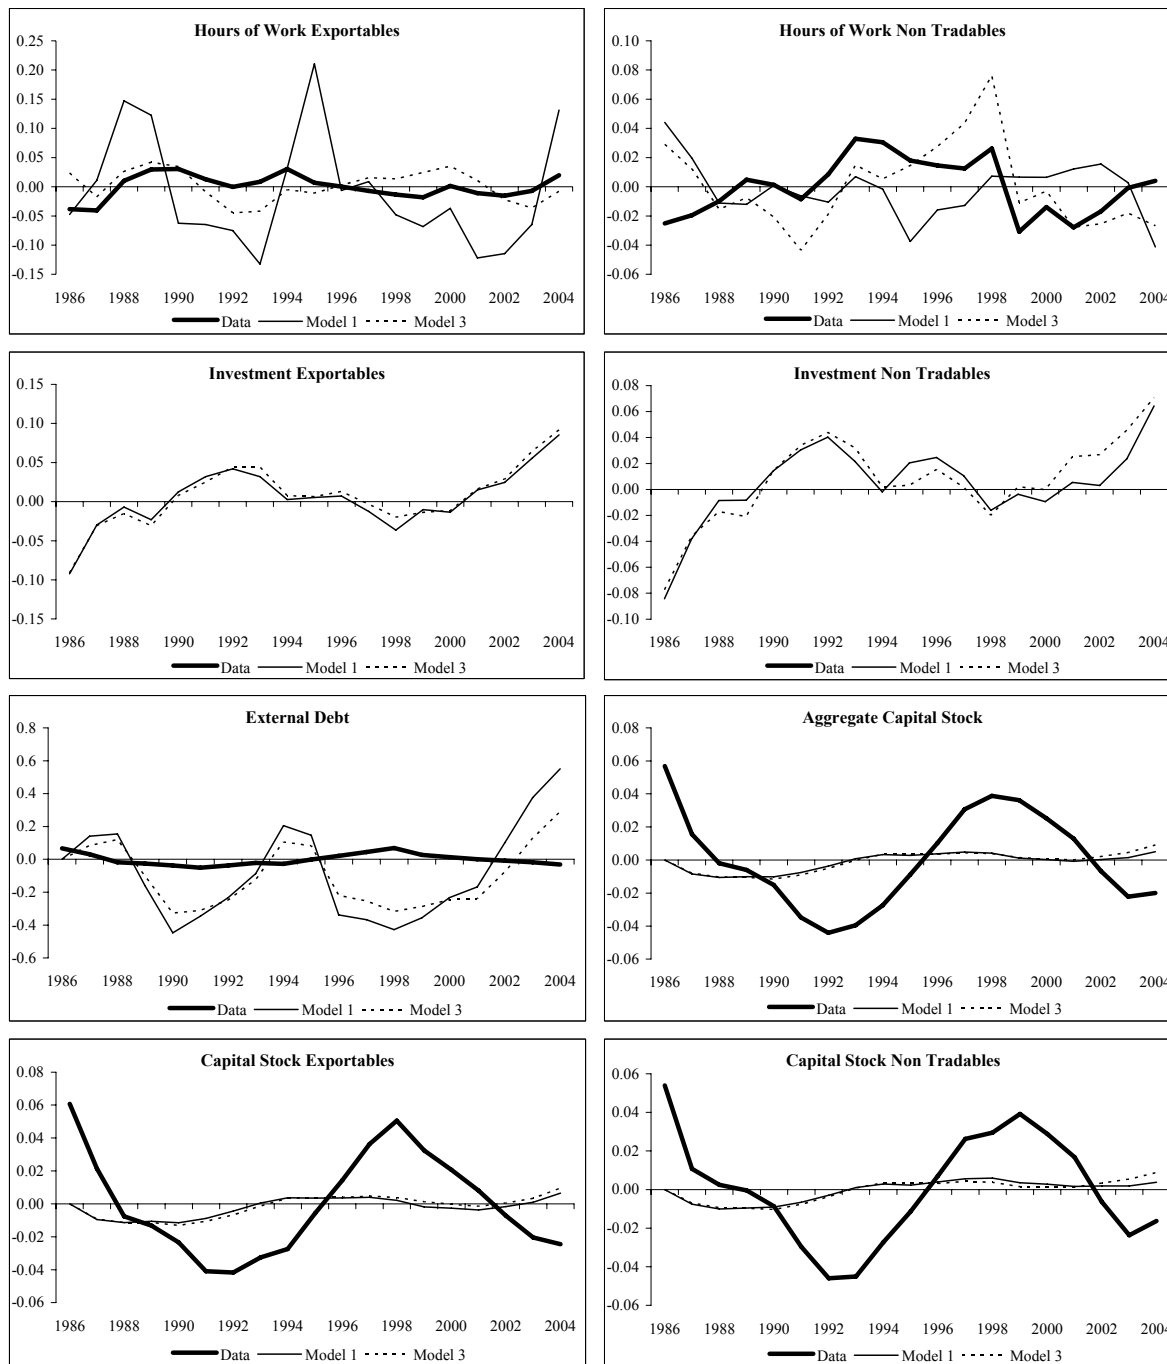 Hours of Work Exportables
0.25
0.20
0.15
0.10
0.05
0.00
-0.05
-0.10
-0.15
1986 1988 1990 1992 1994 1996 1998 2000 2002 2004
Data Model 1 Model 3
Hours of Work Non Tradables
0.10
0.08
0.06
0.04
0.02
0.00
-0.02
-0.04
-0.06
1986 1988 1990 1992 1994 1996 1998 2000 2002 2004
Data Model 1 Model 3
Investment Exportables
0.15
0.10
0.05
0.00
-0.05
-0.10
-0.15
1986 1988 1990 1992 1994 1996 1998 2000 2002 2004
Data Model 1 Model 3
Investment Non Tradables
0.08
0.06
0.04
0.02
0.00
-0.02
-0.04
-0.06
-0.08
-0.10
1986 1988 1990 1992 1994 1996 1998 2000 2002 2004
Data Model 1 Model 3
External Debt
0.8
0.6
0.4
0.2
0.0
-0.2
-0.4
-0.6
1986 1988 1990 1992 1994 1996 1998 2000 2002 2004
Data Model 1 Model 3
Aggregate Capital Stock
0.08
0.06
0.04
0.02
0.00
-0.02
-0.04
-0.06
1986 1988 1990 1992 1994 1996 1998 2000 2002 2004
Data Model 1 Model 3
Capital Stock Exportables
0.08
0.06
0.04
0.02
0.00
-0.02
-0.04
-0.06
1986 1988 1990 1992 1994 1996 1998 2000 2002 2004
Data Model 1 Model 3
Capital Stock Non Tradables
0.06
0.04
0.02
0.00
-0.02
-0.04
-0.06
1986 1988 1990 1992 1994 1996 1998 2000 2002 2004
Data Model 1 Model 3